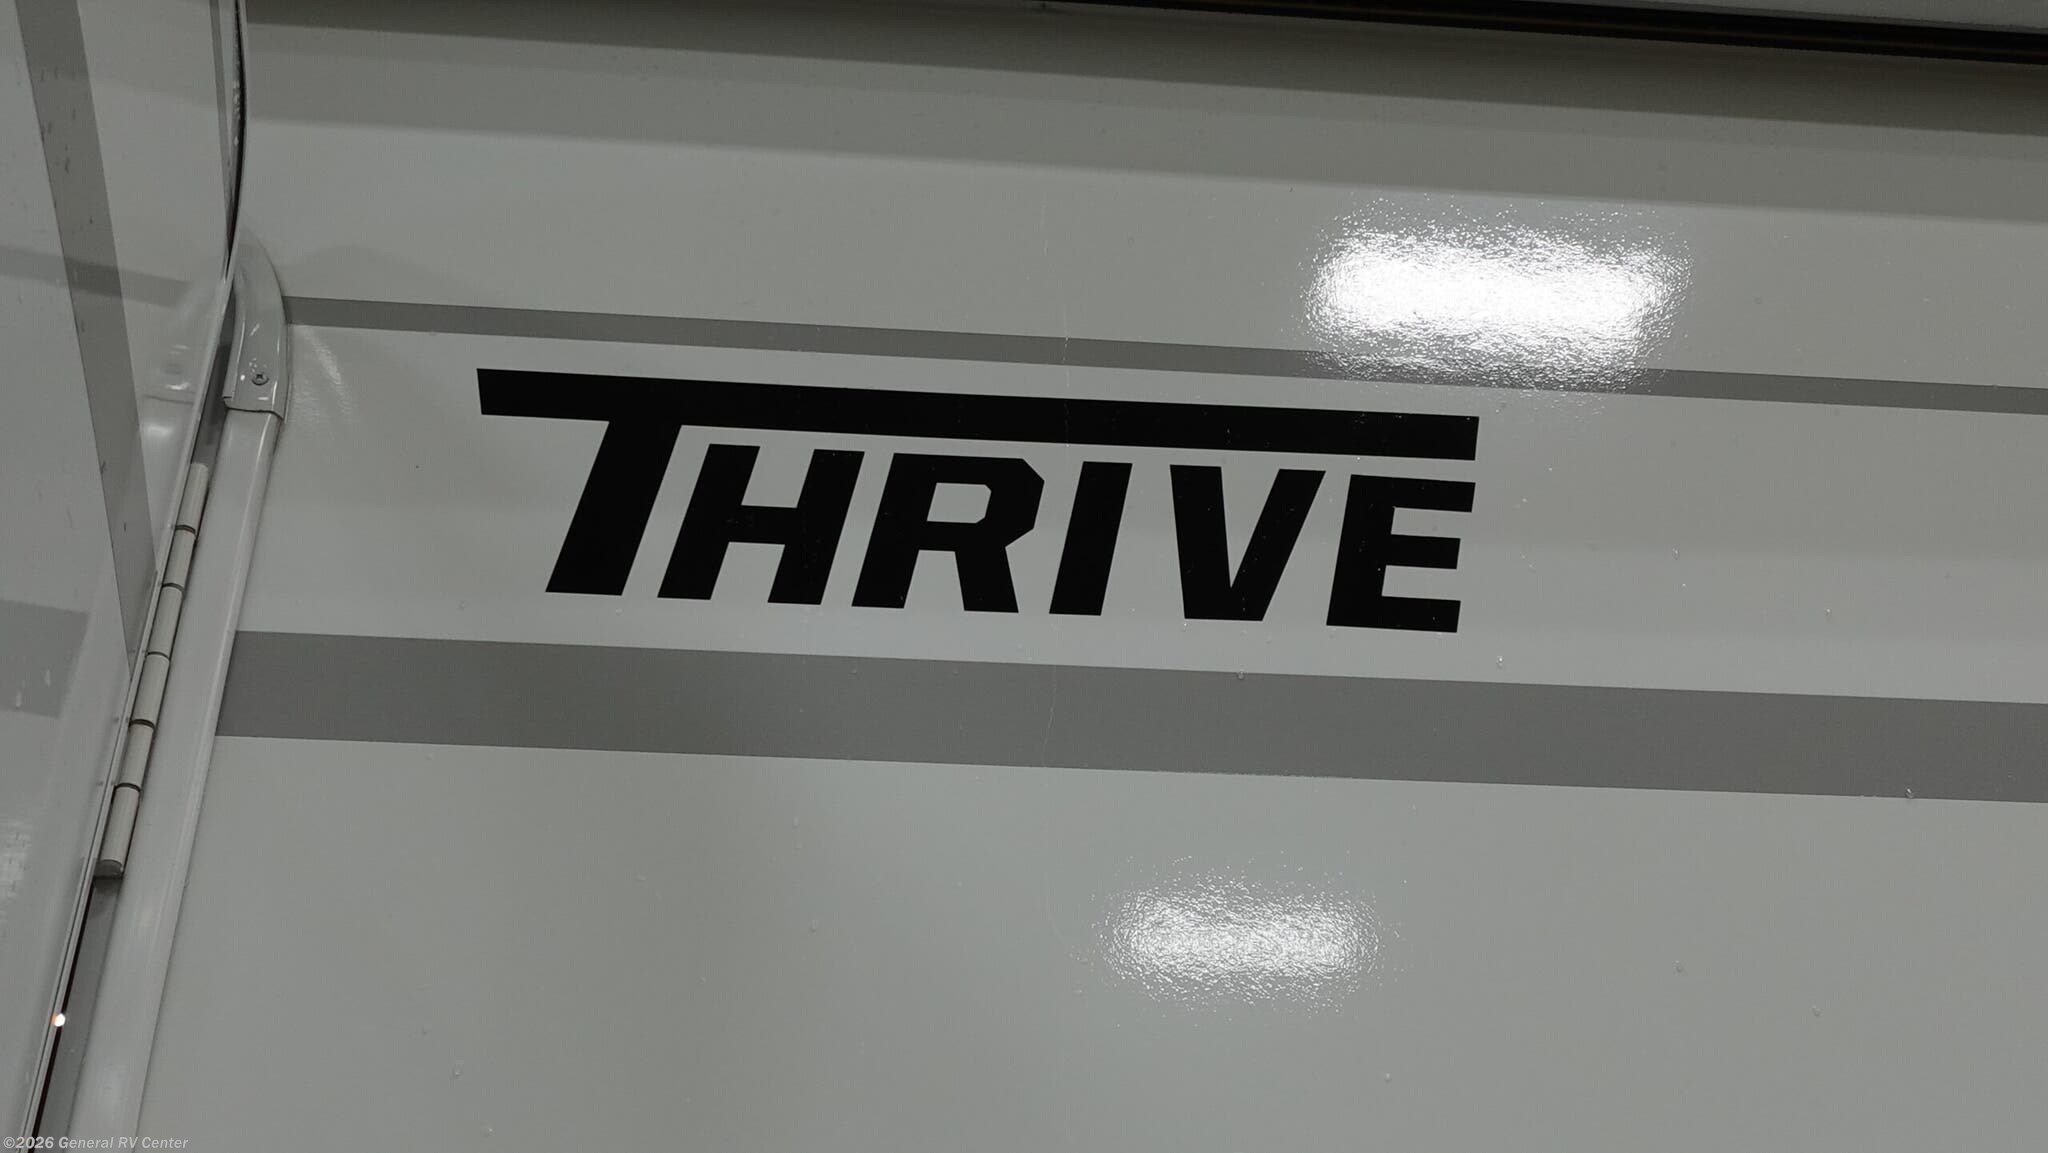 THRIVE
©2026 General RV Center